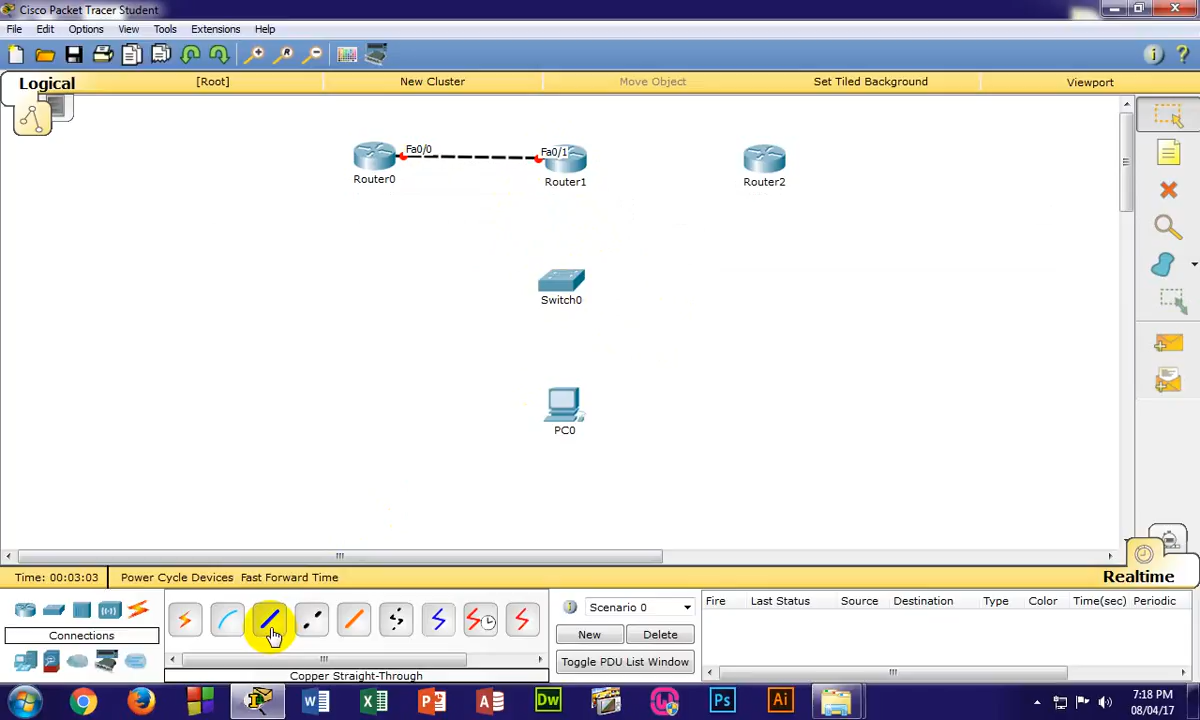 Cisco Packet Tracer Student
File Edit Options View Tools Extensions Help
Logical [Root] New Cluster Move Object Set Tiled Background Viewport
Fa0/0 Fa0/1
Router0 Router1 Router2
Switch0
PC0
Time: 00:03:03 Power Cycle Devices Fast Forward Time Realtime
Connections
Copper Straight-Through
Scenario 0
New Delete
Toggle PDU List Window
Fire Last Status Source Destination Type Color Time(sec) Periodic
Dw Ps Ai
7:18 PM
08/04/17